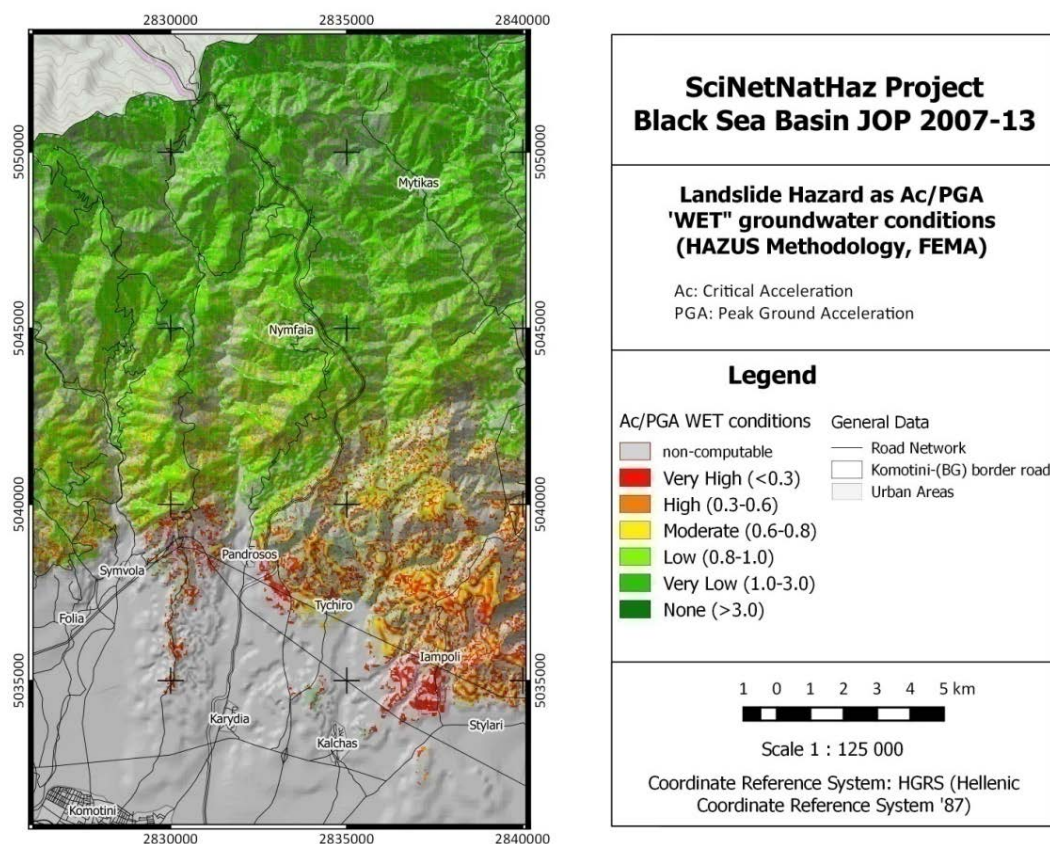 2830000 2835000 2840000
5050000
5045000
5040000
5035000
Mytikas
Nymfaia
Pandrosos
Symvola
Tychiro
Folia
Iampoli
Karydia
Stylari
Kalchas
Komotini
5050000
5045000
5040000
5035000
2830000 2835000 2840000
SciNetNatHaz Project
Black Sea Basin JOP 2007-13
Landslide Hazard as Ac/PGA
'WET" groundwater conditions
(HAZUS Methodology, FEMA)
Ac: Critical Acceleration
PGA: Peak Ground Acceleration
Legend
Ac/PGA WET conditions
non-computable
Very High (<0.3)
High (0.3-0.6)
Moderate (0.6-0.8)
Low (0.8-1.0)
Very Low (1.0-3.0)
None (>3.0)
General Data
Road Network
Komotini-(BG) border road
Urban Areas
1 0 1 2 3 4 5 km
Scale 1 : 125 000
Coordinate Reference System: HGRS (Hellenic
Coordinate Reference System '87)